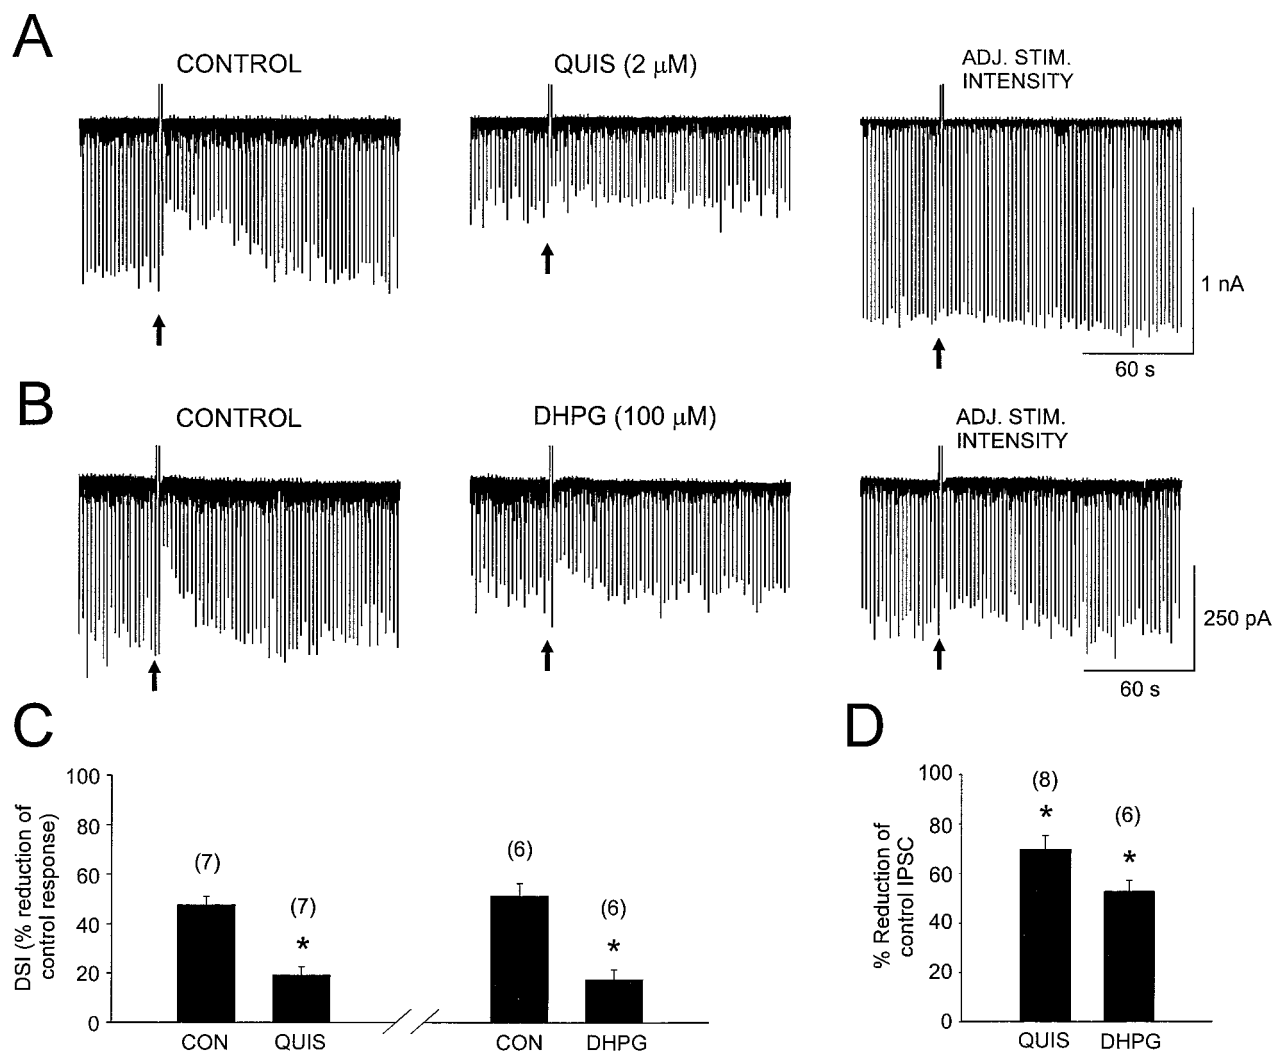 A
CONTROL
QUIS (2 μM)
ADJ. STIM.
INTENSITY
1 nA
60 s
B
CONTROL
DHPG (100 μM)
ADJ. STIM.
INTENSITY
250 pA
60 s
C
DSI (% reduction of
control response)
100
80
60
40
20
0
(7)
(7)
*
(6)
(6)
*
CON
QUIS
CON
DHPG
D
% Reduction of
control IPSC
100
80
60
40
20
0
(8)
*
(6)
*
QUIS
DHPG